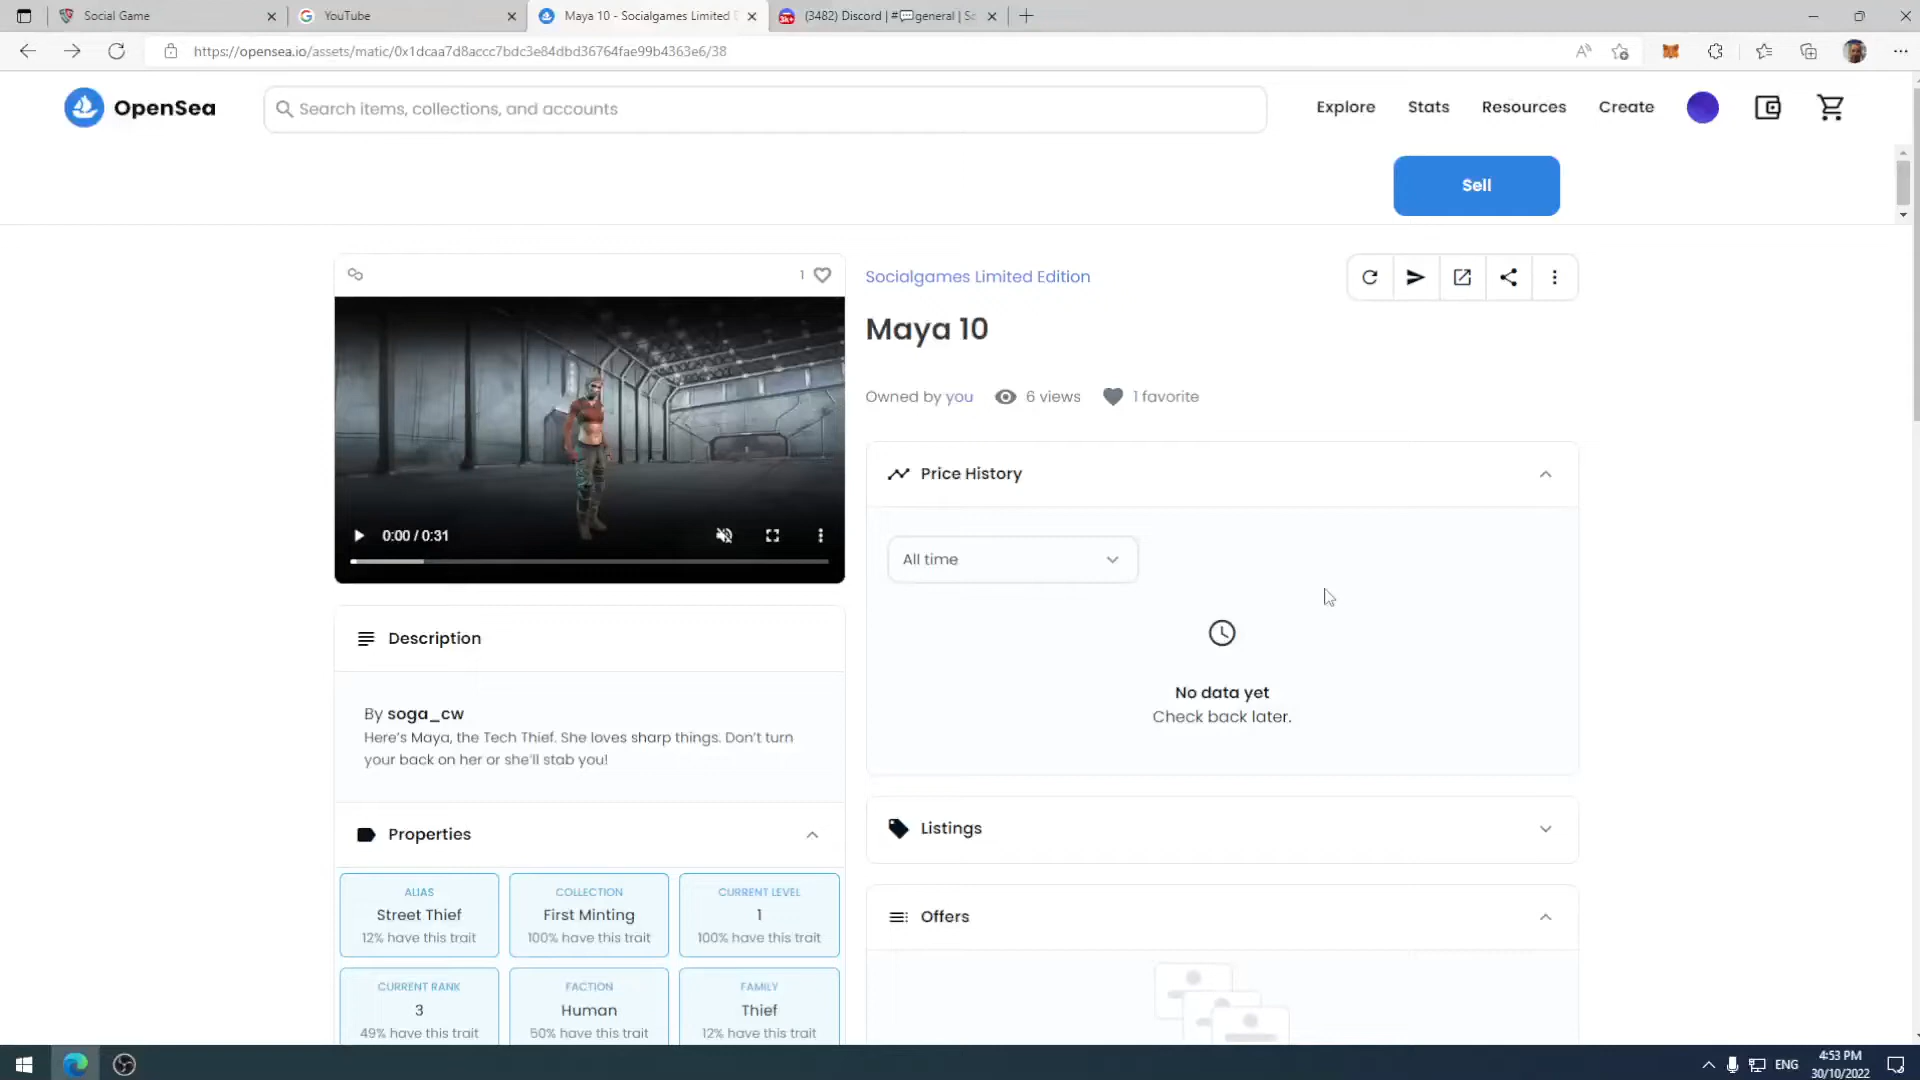 Social Game
YouTube
Maya 10 - Socialgames Limited E
(3482) Discord | #💬general | Sc
https://opensea.io/assets/matic/0x1dcaa7d8accc7bdc3e84dbd36764fae99b4363e6/38
OpenSea
Search items, collections, and accounts
Explore
Stats
Resources
Create
Sell
1
Socialgames Limited Edition
Maya 10
Owned by you
6 views
1 favorite
0:00 / 0:31
Price History
All time
No data yet
Check back later.
Description
By soga_cw
Here's Maya, the Tech Thief. She loves sharp things. Don't turn
your back on her or she'll stab you!
Properties
ALIAS
Street Thief
12% have this trait
COLLECTION
First Minting
100% have this trait
CURRENT LEVEL
1
100% have this trait
CURRENT RANK
3
49% have this trait
FACTION
Human
50% have this trait
FAMILY
Thief
12% have this trait
Listings
Offers
ENG
4:53 PM
30/10/2022